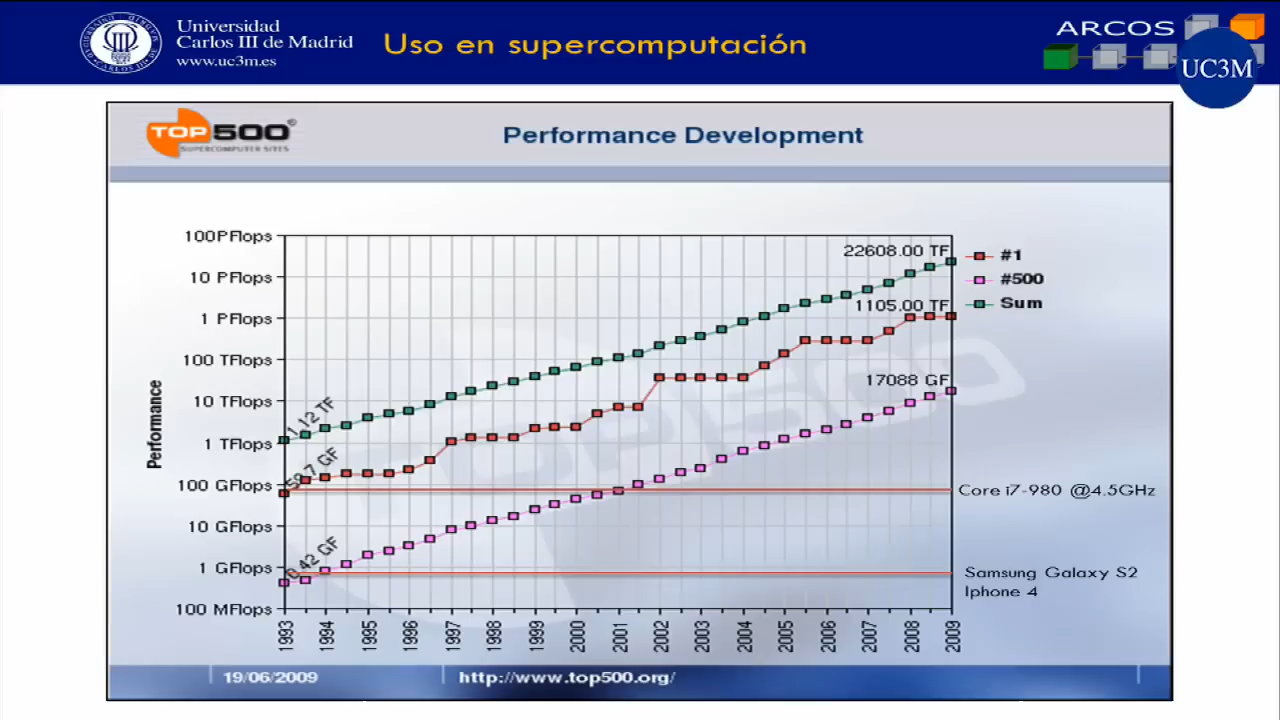 Universidad
Carlos III de Madrid
www.uc3m.es
Uso en supercomputación
ARCOS
UC3M
TOP500®
SUPERCOMPUTER SITES
Performance Development
100 PFlops
10 PFlops
1 PFlops
100 TFlops
10 TFlops
1 TFlops
100 GFlops
10 GFlops
1 GFlops
100 MFlops
Performance
22608.00 TF
1105.00 TF
17088 GF
1.12 TF
59.7 GF
0.42 GF
#1
#500
Sum
Core i7-980 @4.5GHz
Samsung Galaxy S2
Iphone 4
1993
1994
1995
1996
1997
1998
1999
2000
2001
2002
2003
2004
2005
2006
2007
2008
2009
19/06/2009
http://www.top500.org/